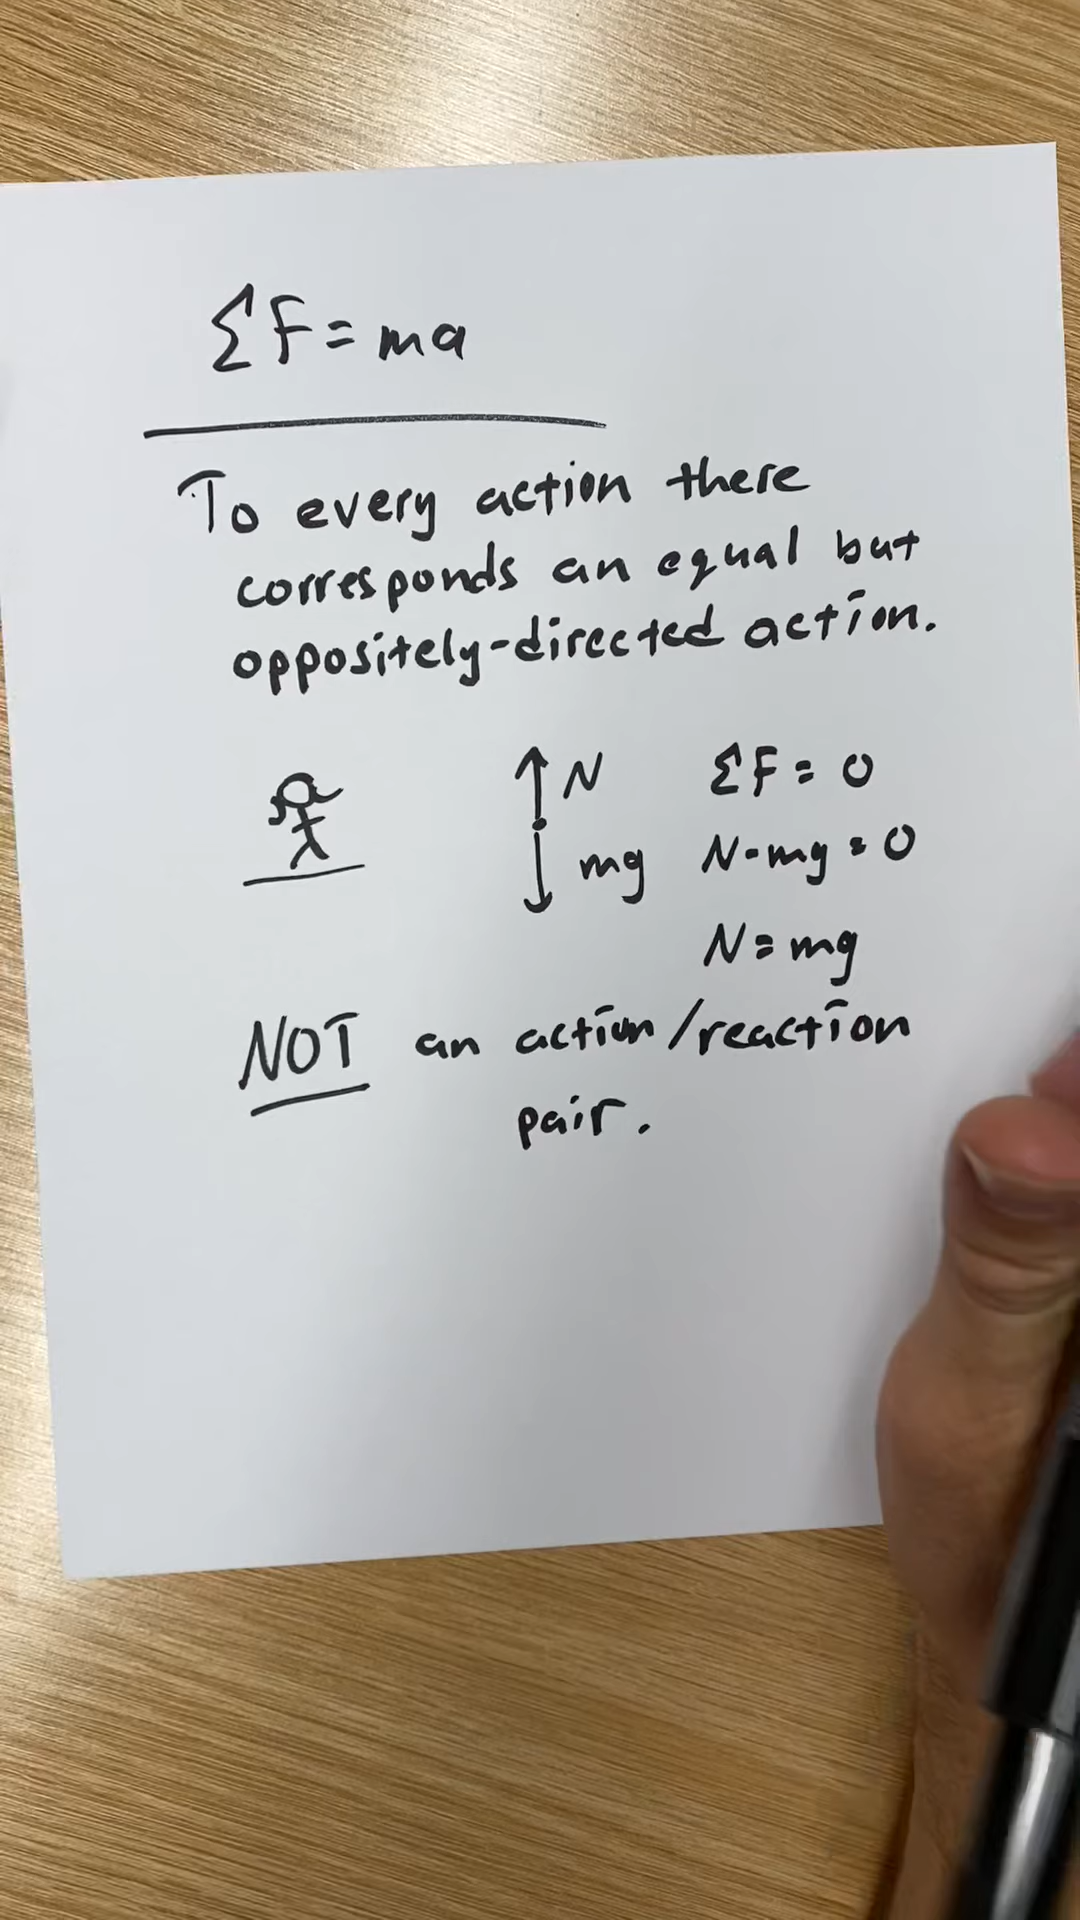 ΣF = ma
To every action there
corresponds an equal but
oppositely-directed action.
N ΣF = 0
mg N - mg = 0
N = mg
NOT an action/reaction
pair.